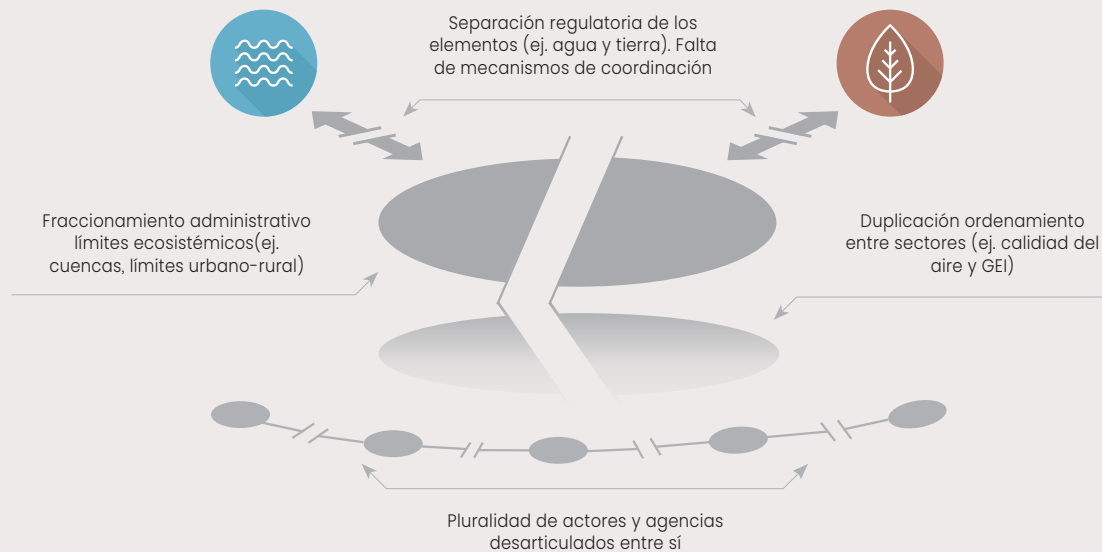 Separación regulatoria de los
elementos (ej. agua y tierra). Falta
de mecanismos de coordinación
Fraccionamiento administrativo
límites ecosistémicos(ej.
cuencas, límites urbano-rural)
Duplicación ordenamiento
entre sectores (ej. calidiad del
aire y GEI)
Pluralidad de actores y agencias
desarticulados entre sí